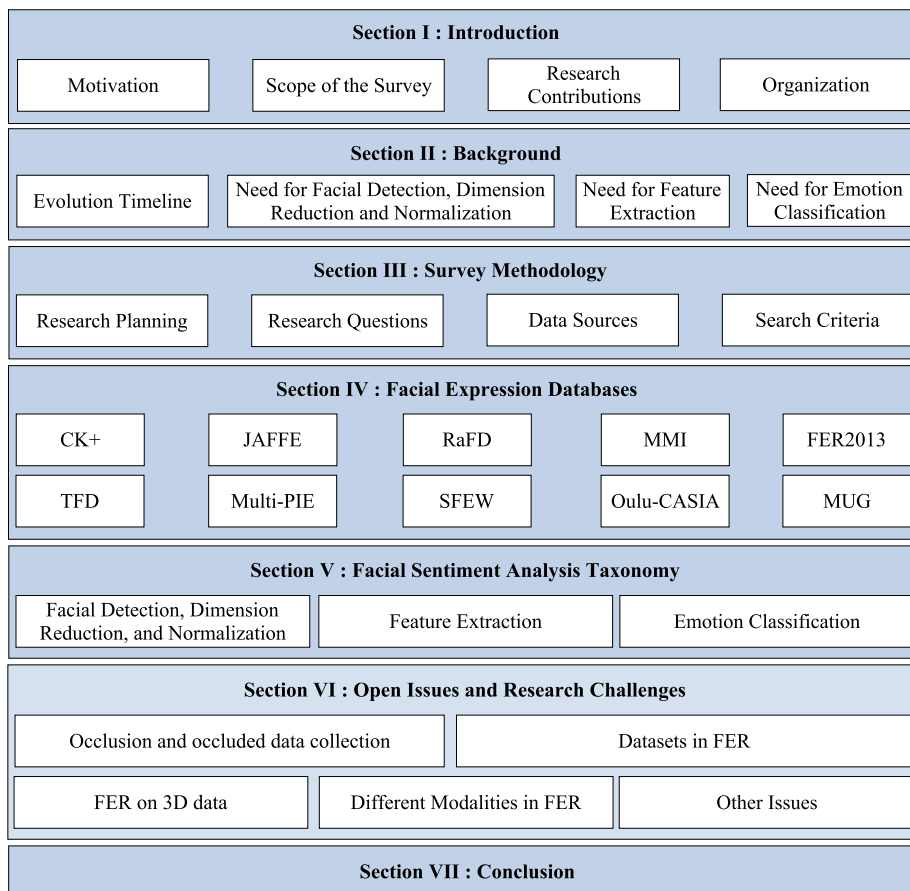 Section I : Introduction
Motivation
Scope of the Survey
Research
Contributions
Organization
Section II : Background
Evolution Timeline
Need for Facial Detection, Dimension
Reduction and Normalization
Need for Feature
Extraction
Need for Emotion
Classification
Section III : Survey Methodology
Research Planning
Research Questions
Data Sources
Search Criteria
Section IV : Facial Expression Databases
CK+
JAFFE
RaFD
MMI
FER2013
TFD
Multi-PIE
SFEW
Oulu-CASIA
MUG
Section V : Facial Sentiment Analysis Taxonomy
Facial Detection, Dimension
Reduction, and Normalization
Feature Extraction
Emotion Classification
Section VI : Open Issues and Research Challenges
Occlusion and occluded data collection
Datasets in FER
FER on 3D data
Different Modalities in FER
Other Issues
Section VII : Conclusion